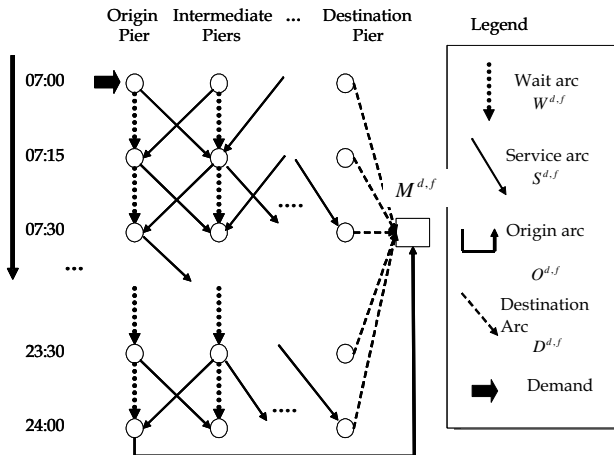 Origin Pier
Intermediate Piers
...
Destination Pier
Legend
07:00
07:15
07:30
...
23:30
24:00
....
....
M^{d,f}
Wait arc
W^{d,f}
Service arc
S^{d,f}
Origin arc
O^{d,f}
Destination
Arc
D^{d,f}
Demand